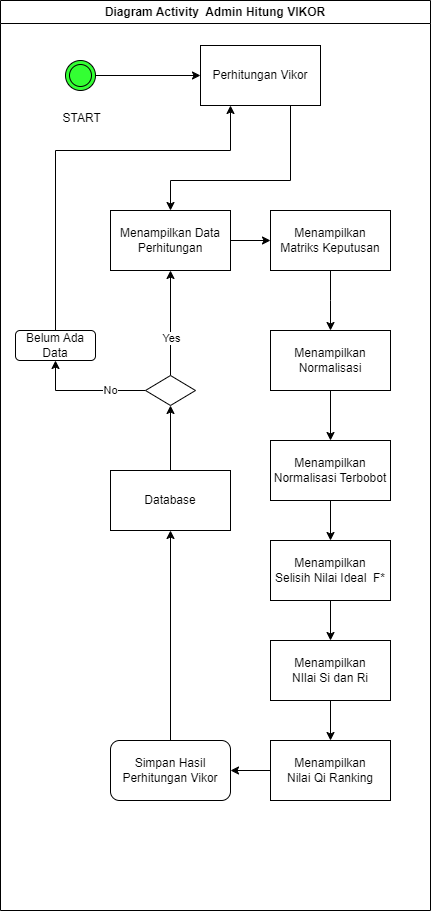 Diagram Activity  Admin Hitung VIKOR
Perhitungan Vikor
START
Menampilkan Data
Perhitungan
Menampilkan
Matriks Keputusan
Belum Ada
Data
Yes
No
Menampilkan
Normalisasi
Menampilkan
Normalisasi Terbobot
Database
Menampilkan
Selisih Nilai Ideal  F*
Menampilkan
NIlai Si dan Ri
Simpan Hasil
Perhitungan Vikor
Menampilkan
Nilai Qi Ranking